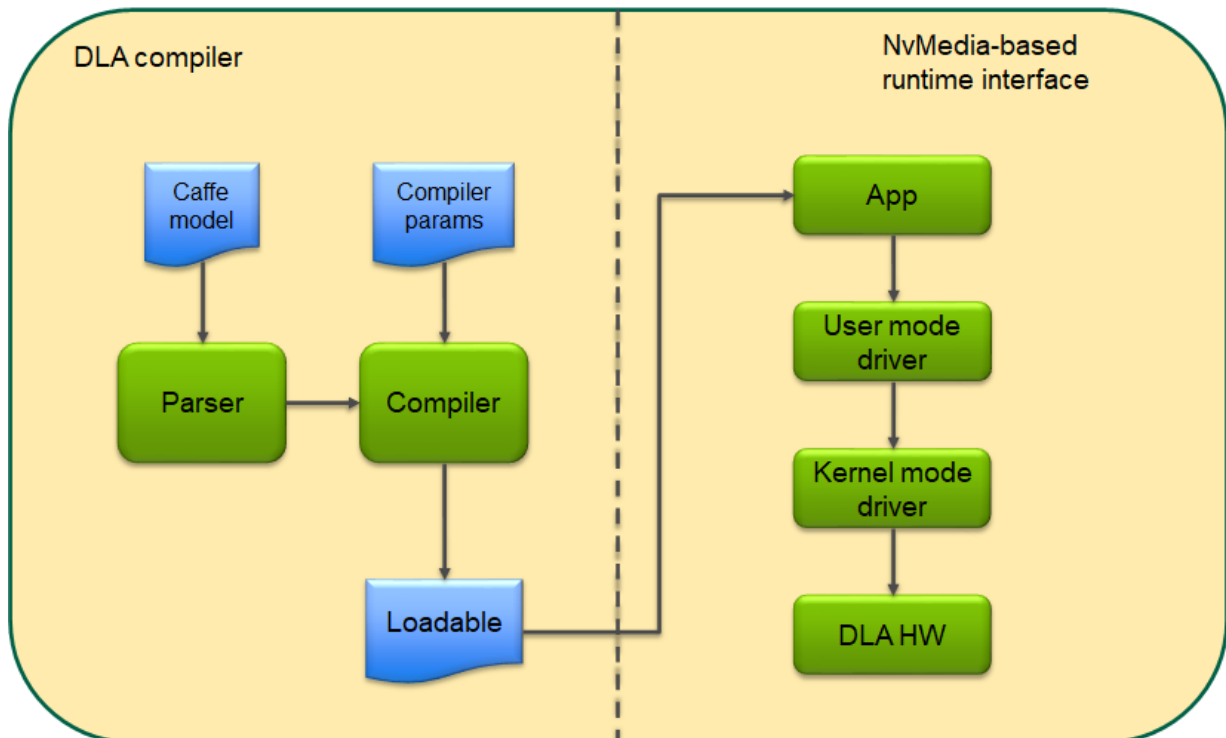 DLA compiler
NvMedia-based
runtime interface
Caffe
model
Compiler
params
App
User mode
driver
Parser
Compiler
Kernel mode
driver
Loadable
DLA HW